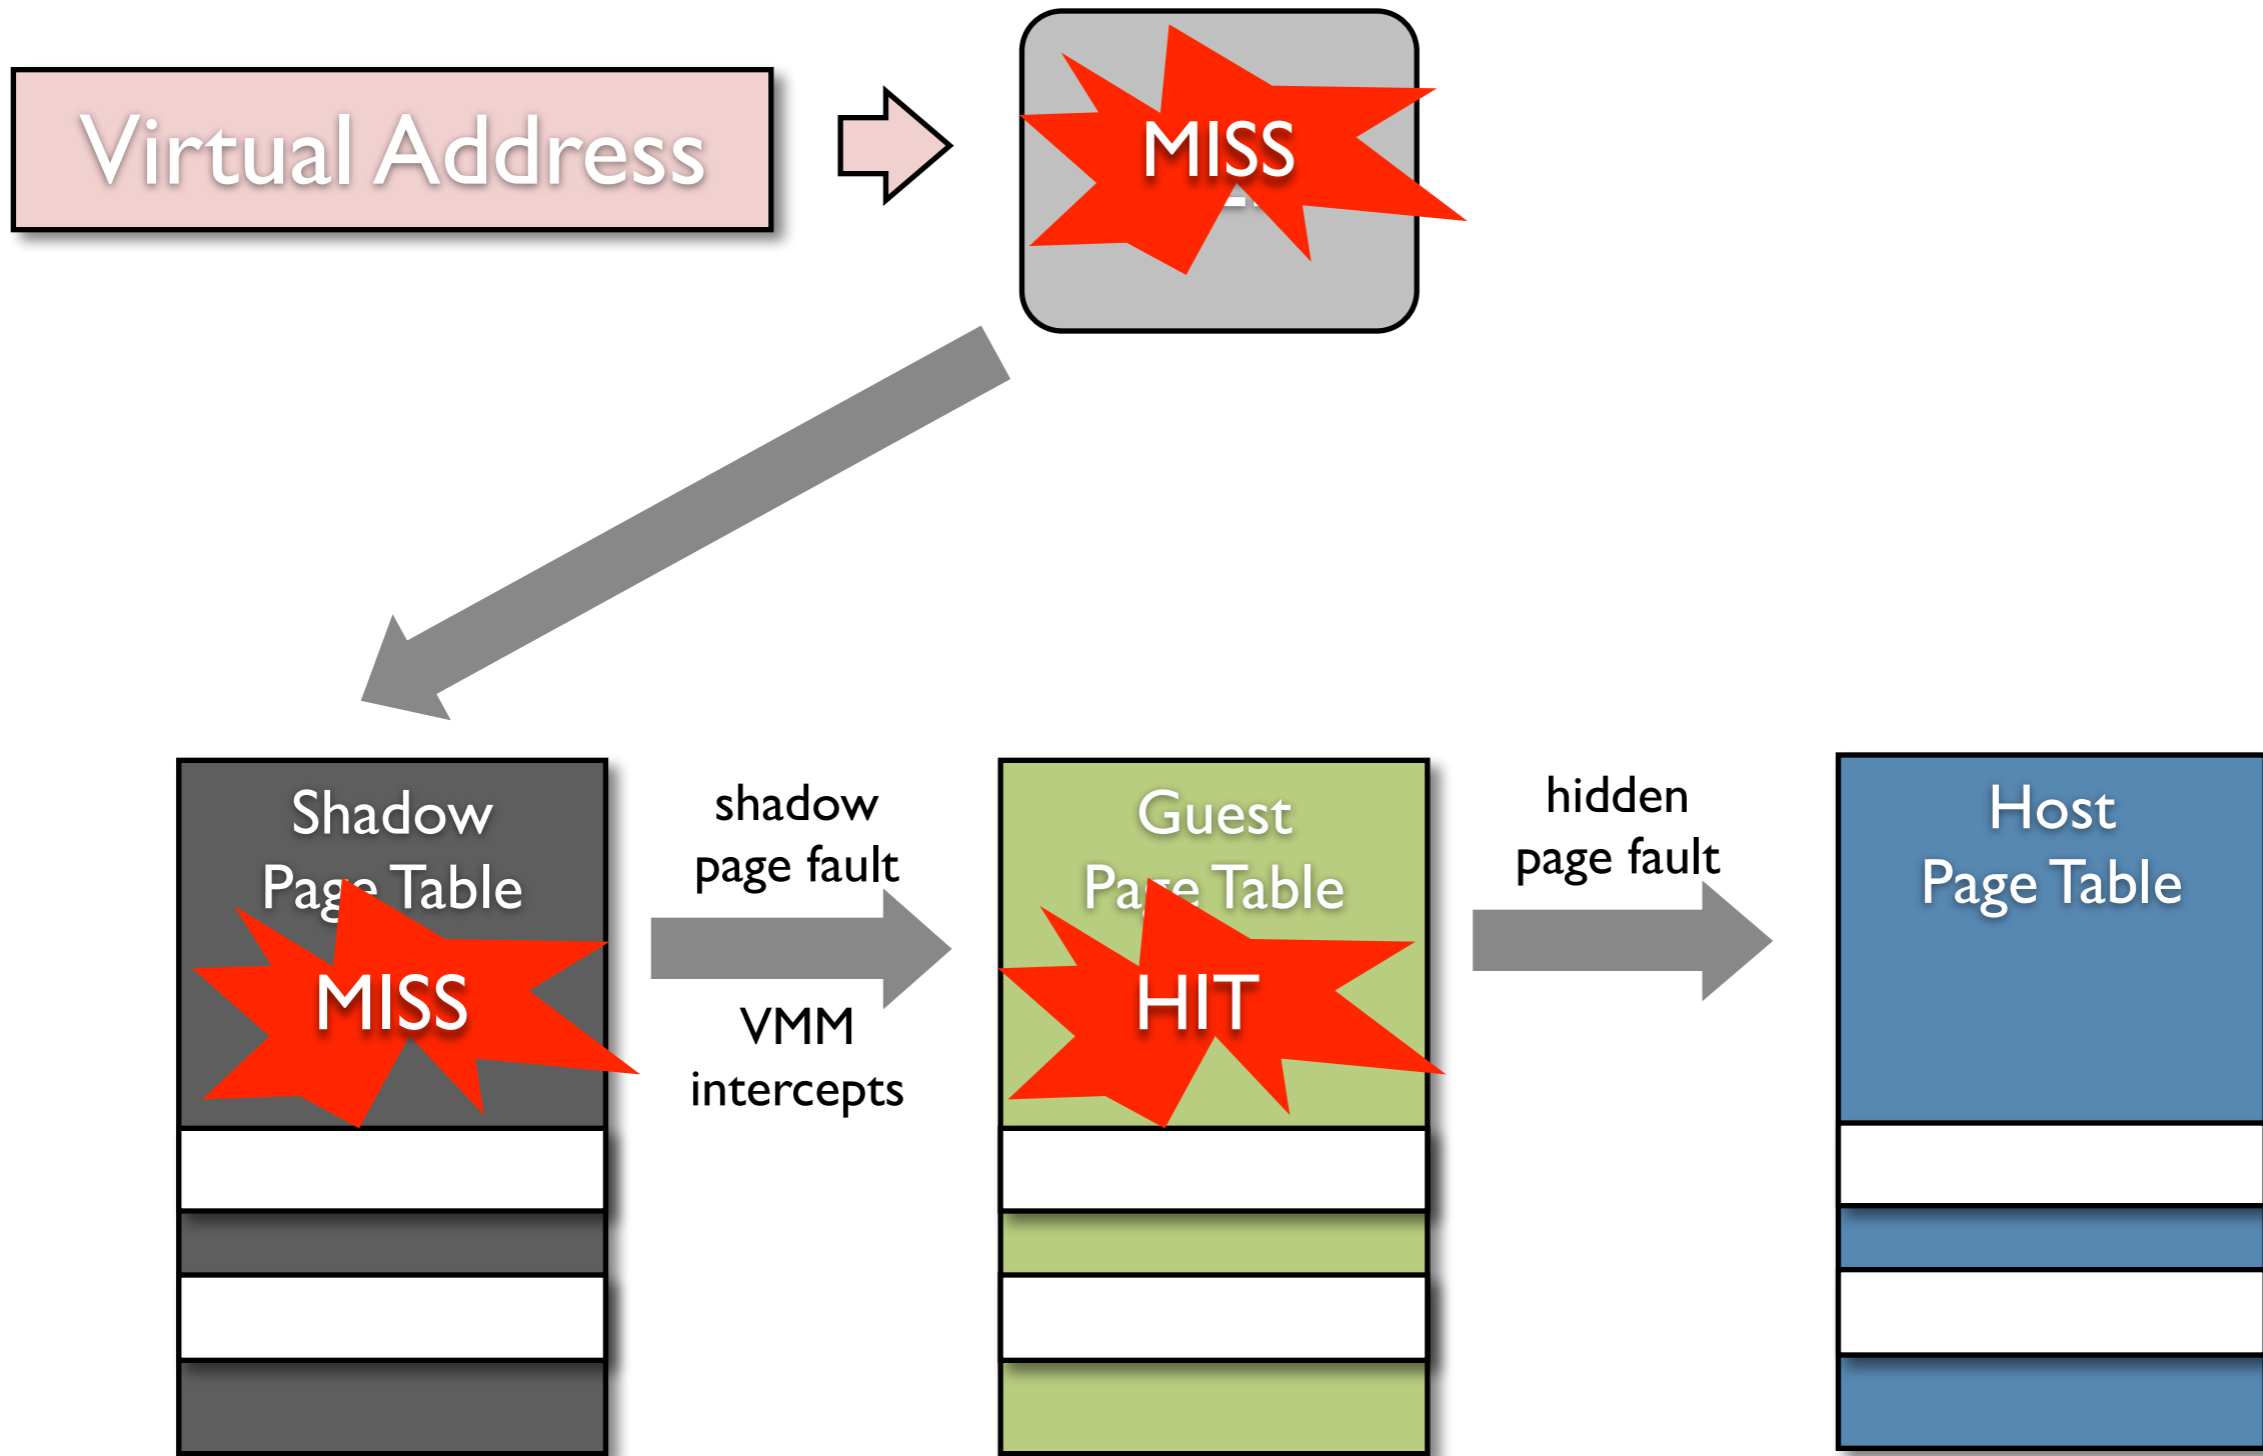 Virtual Address
MISS
Shadow
Page Table
MISS
shadow
page fault
VMM
intercepts
Guest
Page Table
HIT
hidden
page fault
Host
Page Table